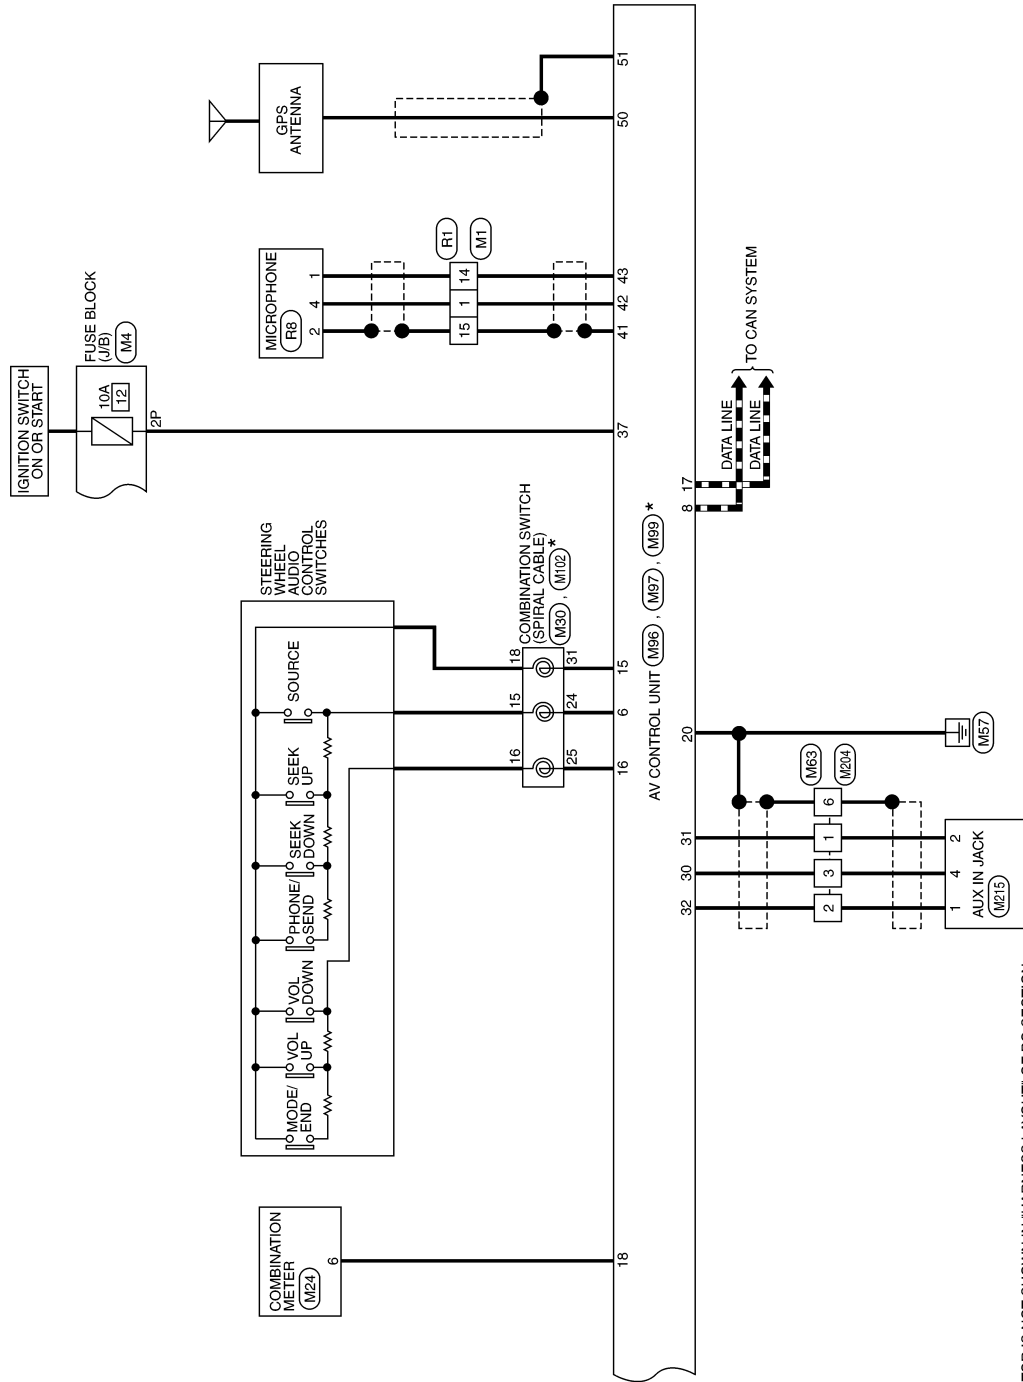 IGNITION SWITCH
ON OR START
FUSE BLOCK
(J/B)
M4
10A
12
2P
GPS
ANTENNA
MICROPHONE
R8
2
4
1
R1
M1
15
1
14
STEERING
WHEEL
AUDIO
CONTROL
SWITCHES
MODE/
END
VOL
UP
VOL
DOWN
PHONE/
SEND
SEEK
DOWN
SEEK
UP
SOURCE
COMBINATION SWITCH
(SPIRAL CABLE)
M30 , M102 *
16
15
18
25
24
31
COMBINATION
METER
M24
6
18
16
6
15
37
41
42
43
50
51
AV CONTROL UNIT M96 , M97 , M99 *
32
30
31
20
8
17
DATA LINE
DATA LINE
TO CAN SYSTEM
M63
M204
2
3
1
6
1
4
2
AUX IN JACK
M215
M57